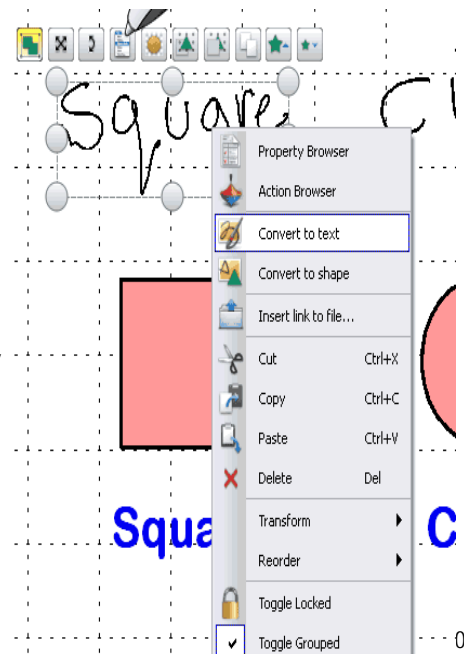 Square
Property Browser
Action Browser
Convert to text
Convert to shape
Insert link to file...
Cut Ctrl+X
Copy Ctrl+C
Paste Ctrl+V
Delete Del
Transform
Reorder
Toggle Locked
Toggle Grouped